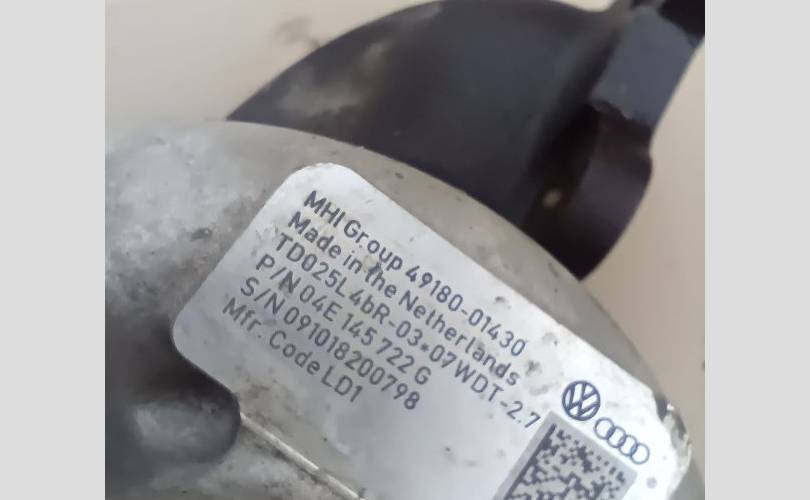 MHI Group 49180-01430
Made in the Netherlands
TD025L4bR-03•07WDT-2.7
P/N 04E 145 722 G
S/N 091018200798
Mfr. Code LD1